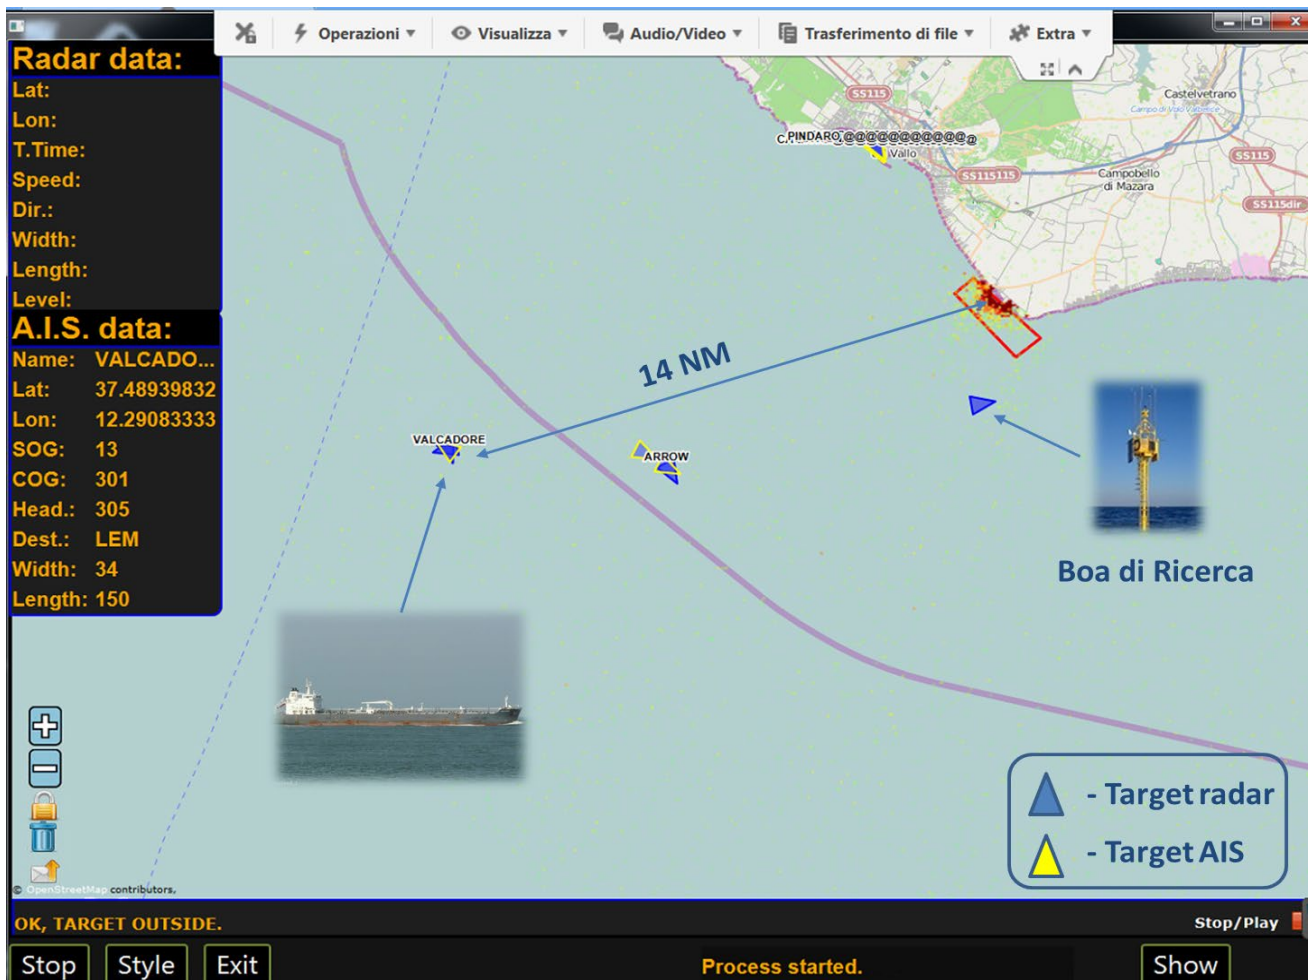 Operazioni
Visualizza
Audio/Video
Trasferimento di file
Extra
Radar data:
Lat:
Lon:
T.Time:
Speed:
Dir.:
Width:
Length:
Level:
A.I.S. data:
Name: VALCADO...
Lat: 37.48939832
Lon: 12.29083333
SOG: 13
COG: 301
Head.: 305
Dest.: LEM
Width: 34
Length: 150
SS115
Castelvetrano
PINDARO
Vallo
SS115
SS115115
Campobello
di Mazara
SS115dir
14 NM
VALCADORE
ARROW
Boa di Ricerca
- Target radar
- Target AIS
© OpenStreetMap contributors,
OK, TARGET OUTSIDE.
Stop/Play
Stop
Style
Exit
Process started.
Show